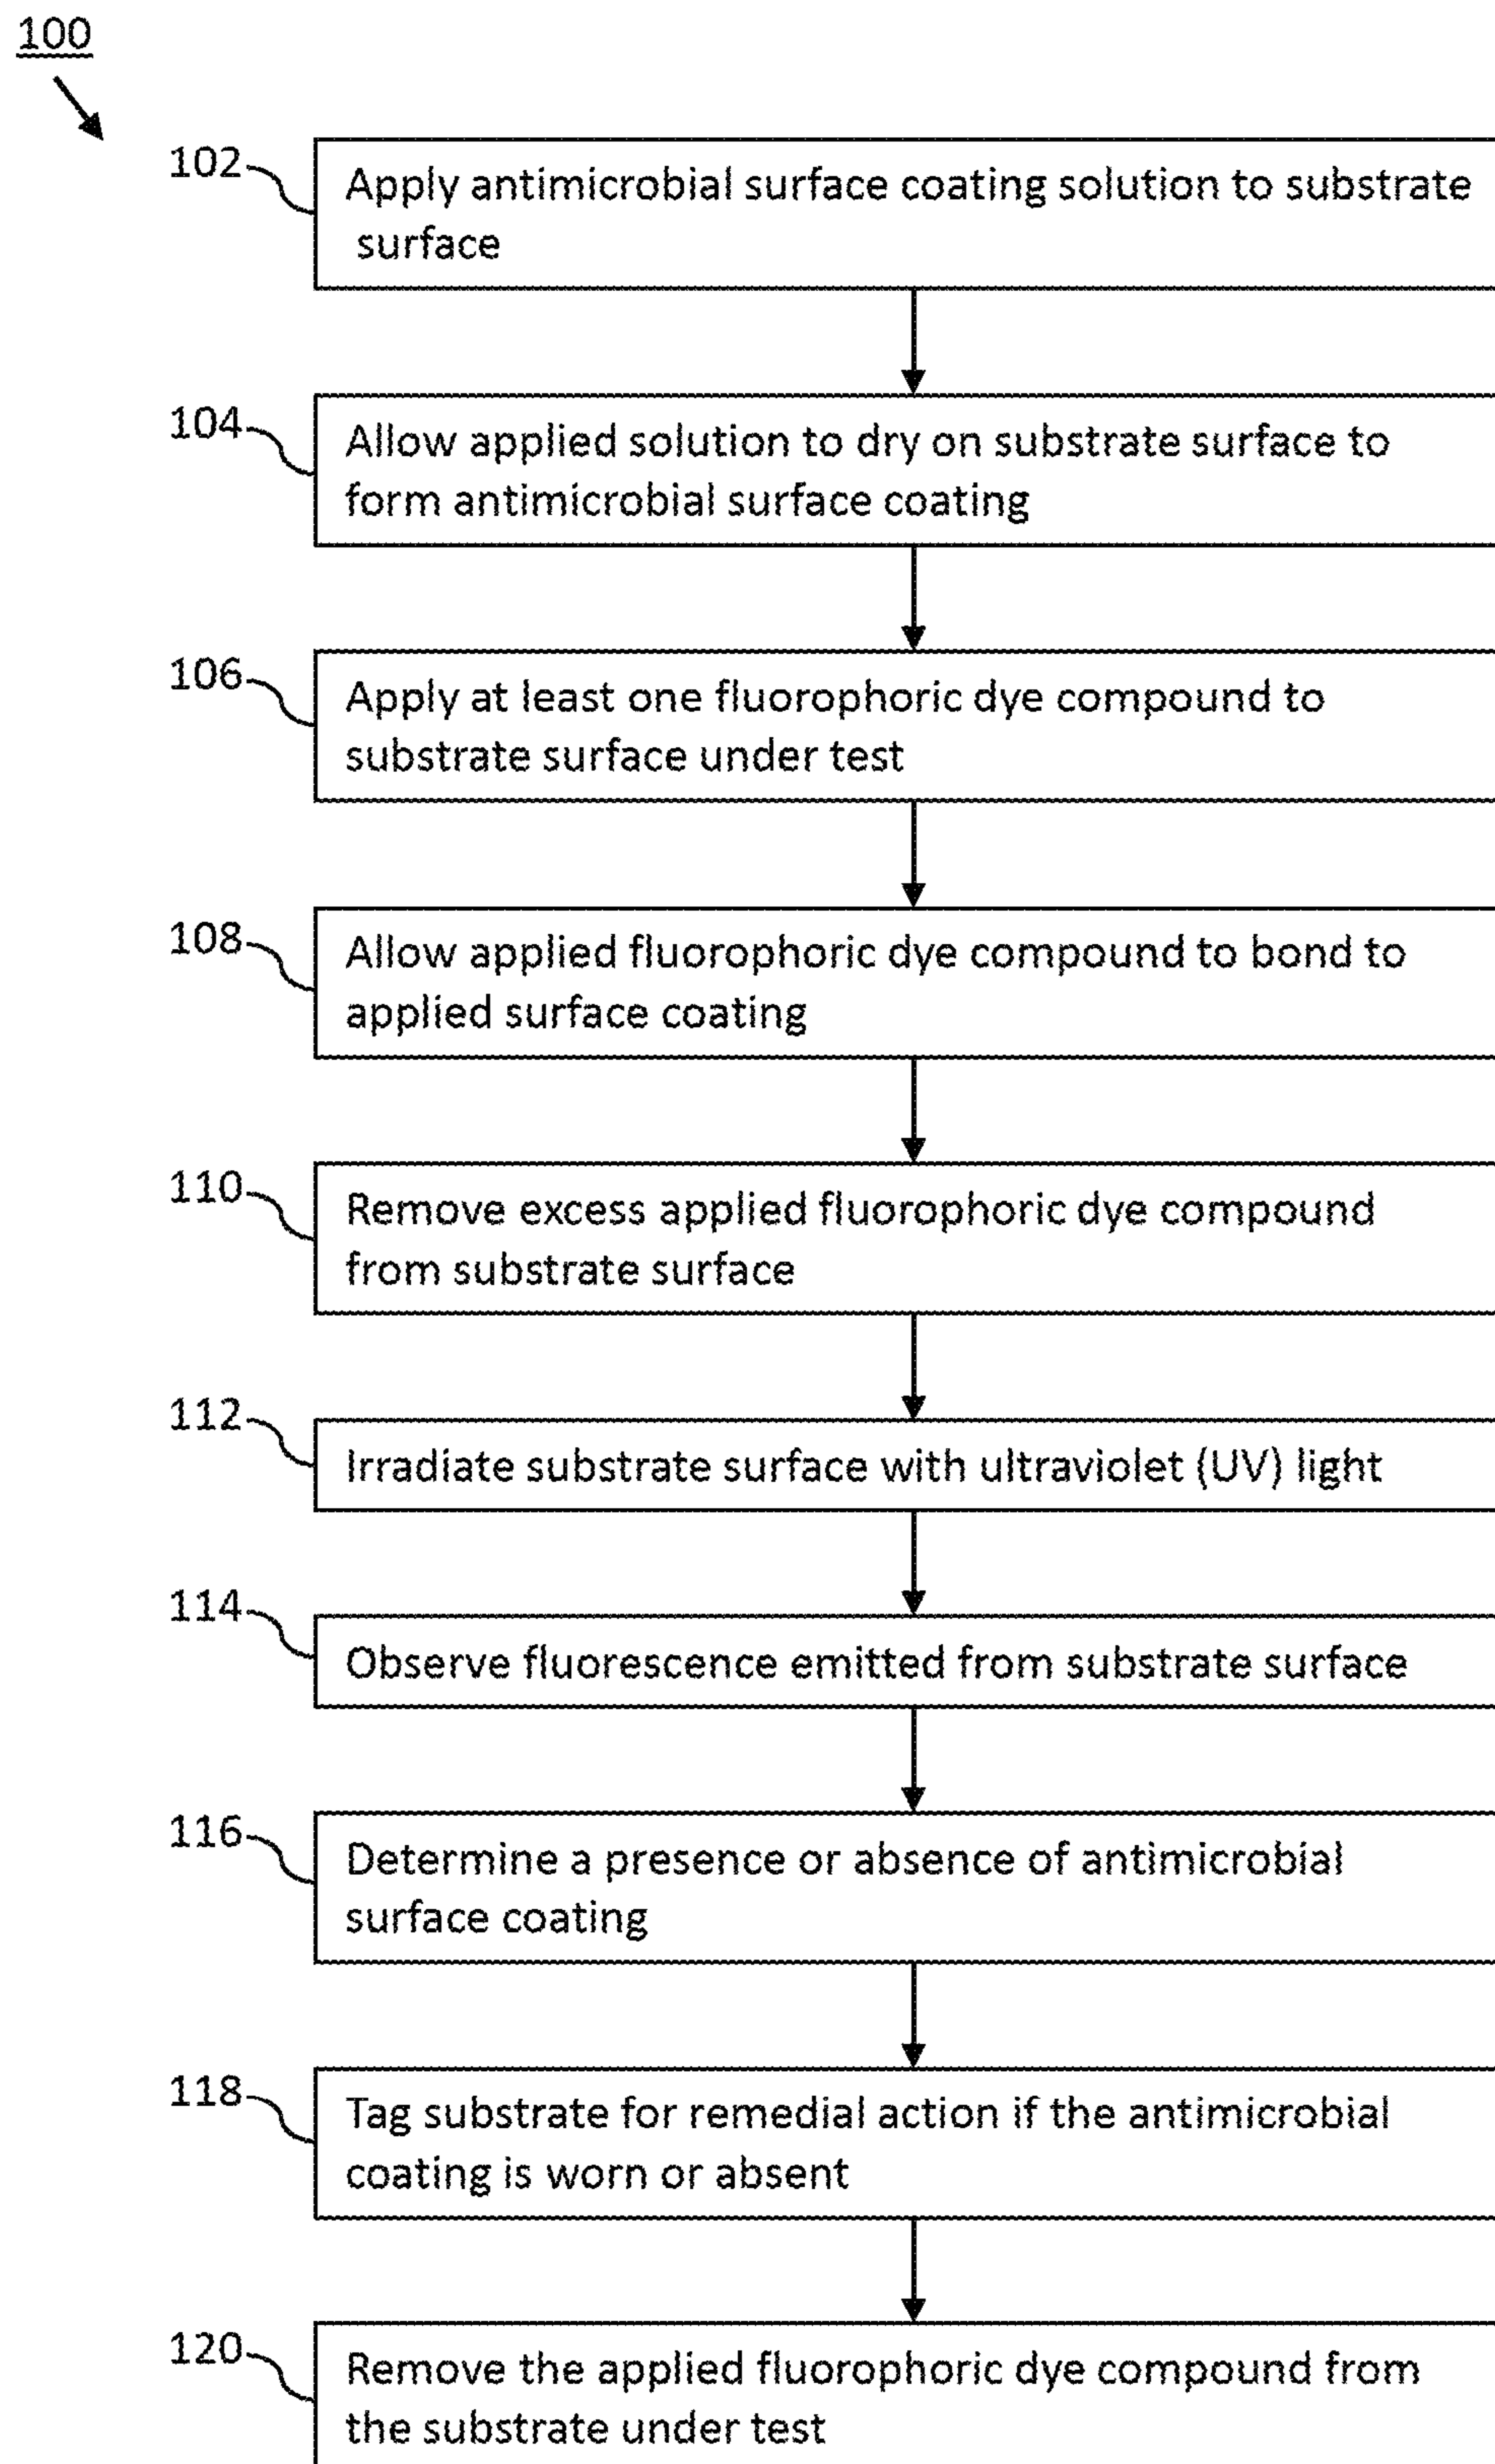 100
102
Apply antimicrobial surface coating solution to substrate
surface
104
Allow applied solution to dry on substrate surface to
form antimicrobial surface coating
106
Apply at least one fluorophoric dye compound to
substrate surface under test
108
Allow applied fluorophoric dye compound to bond to
applied surface coating
110
Remove excess applied fluorophoric dye compound
from substrate surface
112
Irradiate substrate surface with ultraviolet (UV) light
114
Observe fluorescence emitted from substrate surface
116
Determine a presence or absence of antimicrobial
surface coating
118
Tag substrate for remedial action if the antimicrobial
coating is worn or absent
120
Remove the applied fluorophoric dye compound from
the substrate under test